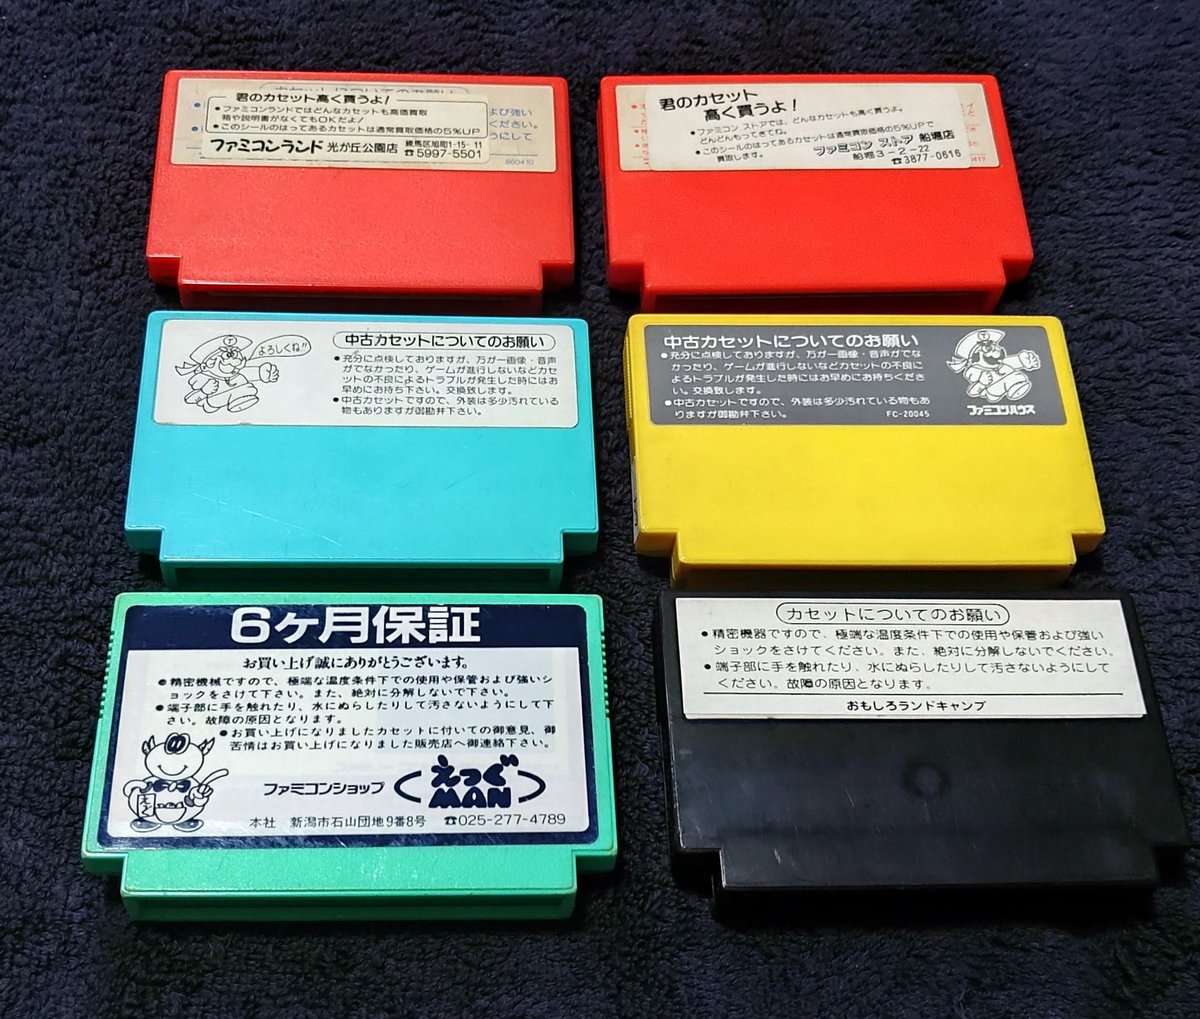 君のカセット高く買うよ!
●ファミコンランドではどんなカセットも高価買取
箱や説明書がなくてもOKだよ!
●このシールのはってあるカセットは通常買取価格の5%UP
ファミコンランド 光が丘公園店 練馬区旭町1-15-11
☎5997-5501
よび強い
ください。
うにして
860410
君のカセット
高く買うよ!
●ファミコン ストアでは、どんなカセットも高く買うよ。
どんどんもってきてね。
●このシールのはってあるカセットは通常買取価格の5%UPで
買取します。
ファミコン ストア 船堀店
船堀3-2-22
☎3877-0616
よろしくね!!
中古カセットについてのお願い
●充分に点検しておりますが、万が一画像・音声
がでなかったり、ゲームが進行しないなどカセ
ットの不良によるトラブルが発生した時にはお
早めにお持ち下さい。交換致します。
●中古カセットですので、外装は多少汚れている
物もありますが御勘弁下さい。
中古カセットについてのお願い
●充分に点検しておりますが、万が一画像・音声がでな
かったり、ゲームが進行しないなどカセットの不良に
よるトラブルが発生した時にはお早めにお持ちくださ
い。交換致します。
●中古カセットですので、外装は多少汚れている物もあ
りますが御勘弁下さい。
FC-20045
ファミコンハウス
6ヶ月保証
お買い上げ誠にありがとうございます。
●精密機械ですので、極端な温度条件下での使用や保管および強いシ
ョックをさけて下さい。また、絶対に分解しないで下さい。
●端子部に手を触れたり、水にぬらしたりして汚さないようにして下
さい。故障の原因となります。
●お買い上げになりましたカセットに付いての御意見、御
苦情はお買い上げになりました販売店へ御連絡下さい。
えっぐ
ファミコンショップ えっぐMAN
本社 新潟市石山団地9番8号 ☎025-277-4789
カセットについてのお願い
●精密機器ですので、極端な温度条件下での使用や保管および強い
ショックをさけてください。また、絶対に分解しないでください。
●端子部に手を触れたり、水にぬらしたりして汚さないようにして
ください。故障の原因となります。
おもしろランドキャンプ